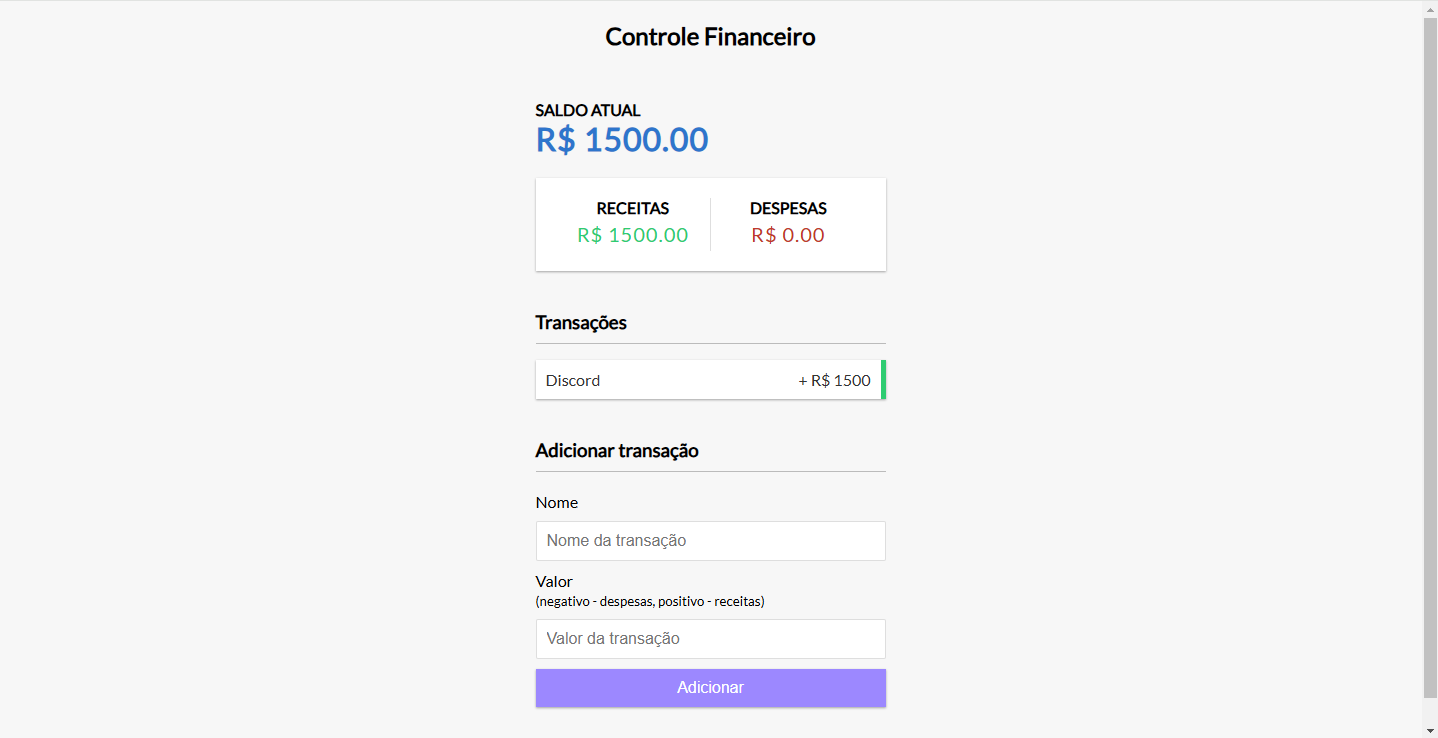 Controle Financeiro
SALDO ATUAL
R$ 1500.00
RECEITAS
R$ 1500.00
DESPESAS
R$ 0.00
Transações
Discord + R$ 1500
Adicionar transação
Nome
Nome da transação
Valor
(negativo - despesas, positivo - receitas)
Valor da transação
Adicionar